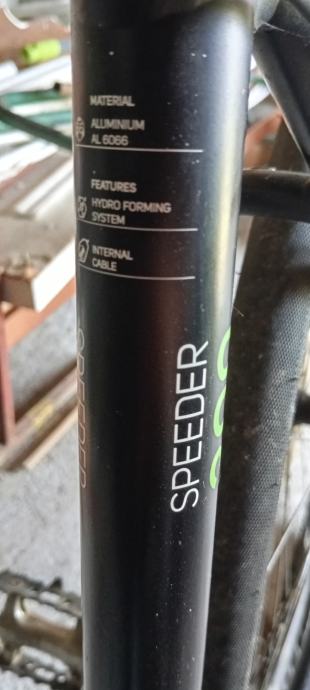 MATERIAL
ALUMINIUM
AL 6066
FEATURES
HYDRO FORMING
SYSTEM
INTERNAL
CABLE
SPEEDER